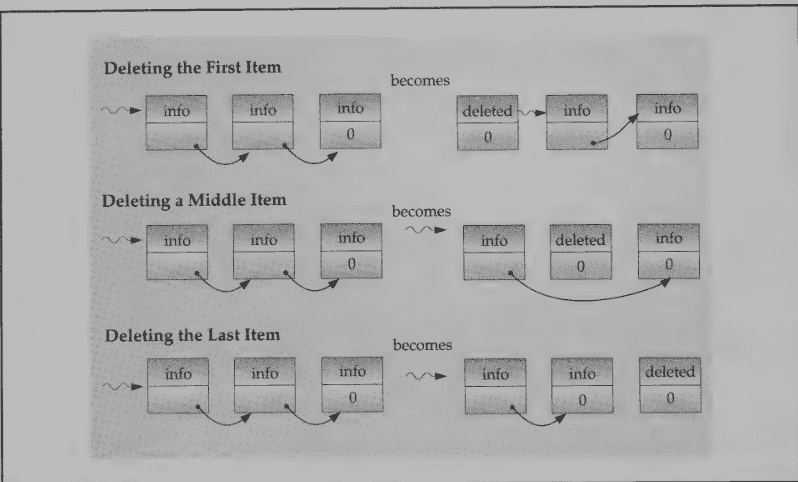 Deleting the First Item
becomes
info info info deleted info info
0 0 0
Deleting a Middle Item
becomes
info info info info deleted info
0 0 0
Deleting the Last Item
becomes
info info info info info deleted
0 0 0